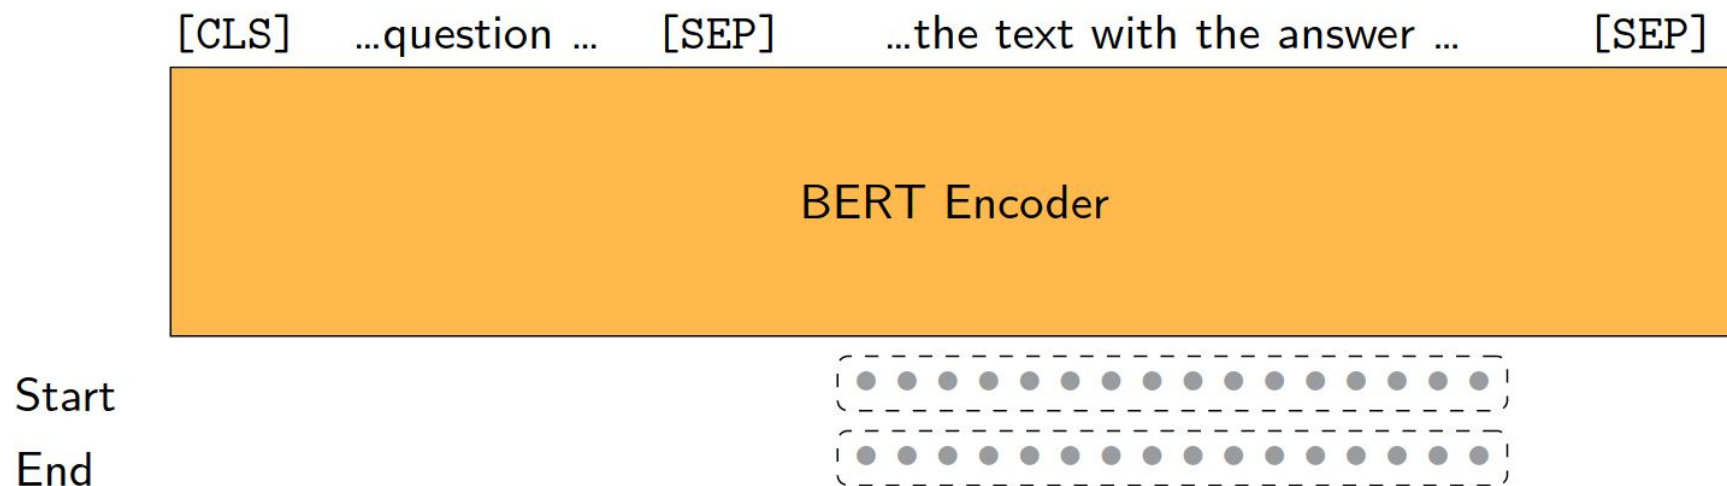 [CLS] ...question ... [SEP] ...the text with the answer ... [SEP]
BERT Encoder
Start
End